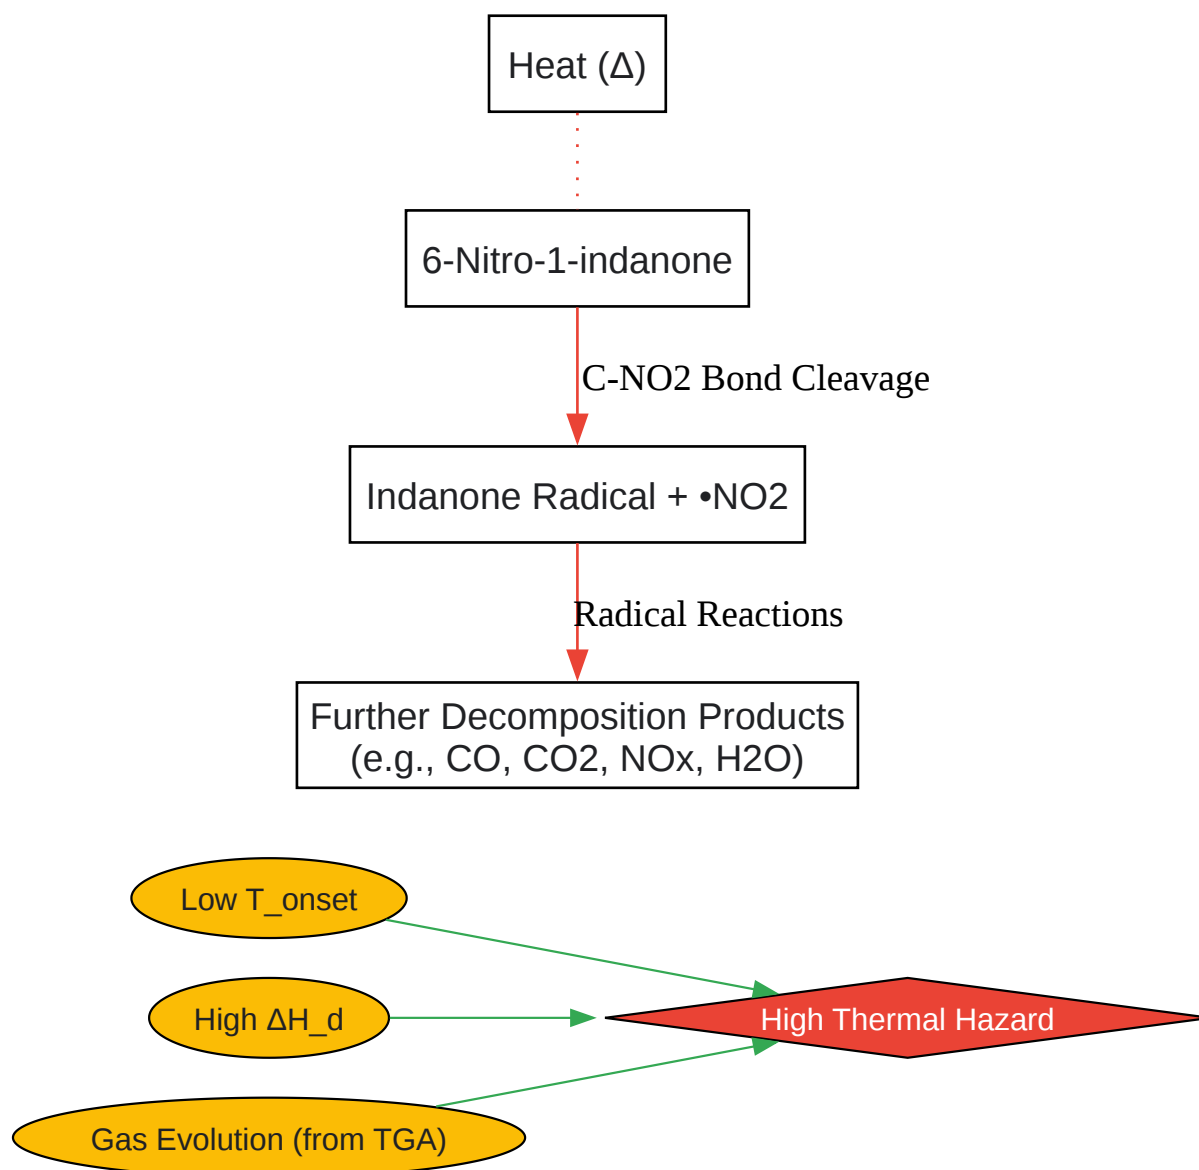 Heat (Δ)
6-Nitro-1-indanone
C-NO2 Bond Cleavage
Indanone Radical + •NO2
Radical Reactions
Further Decomposition Products
(e.g., CO, CO2, NOx, H2O)
Low T_onset
High ΔH_d
High Thermal Hazard
Gas Evolution (from TGA)